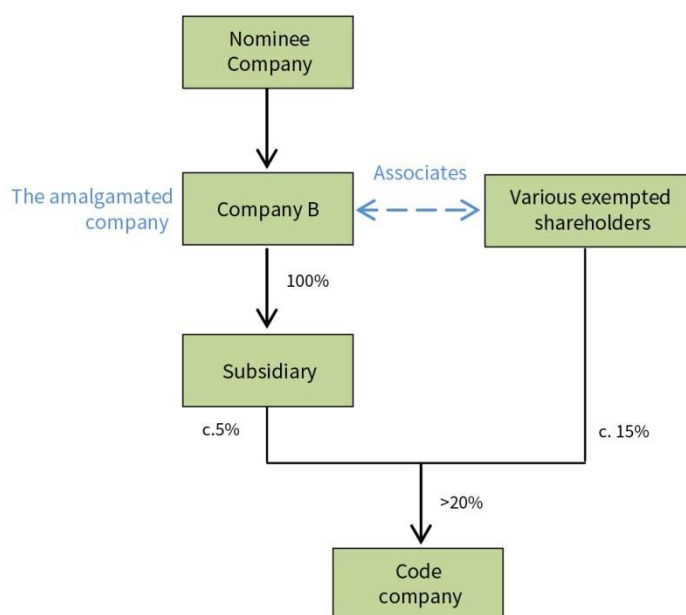 Nominee
Company
Associates
The amalgamated
company
Company B
Various exempted
shareholders
100%
Subsidiary
c.5%
c. 15%
>20%
Code
company